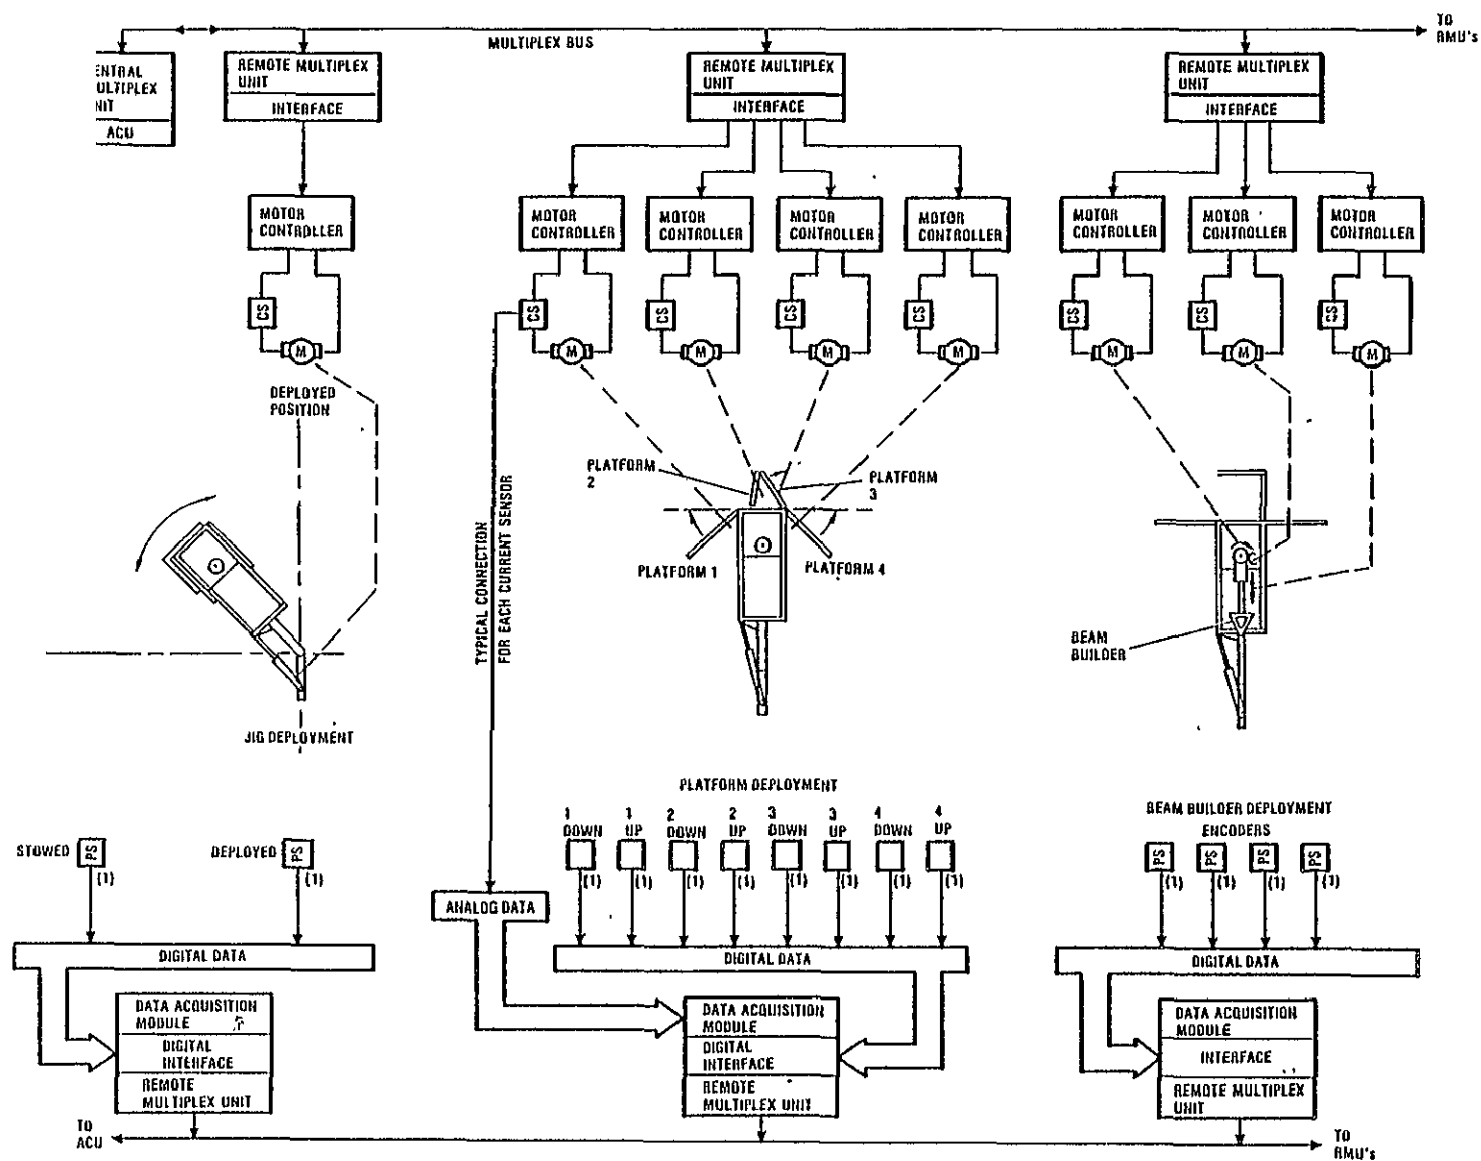 MULTIPLEX BUS
TO
RMU's
ENTRAL
ULTIPLEX
NIT
ACU
REMOTE MULTIPLEX
UNIT
INTERFACE
REMOTE MULTIPLEX
UNIT
INTERFACE
REMOTE MULTIPLEX
UNIT
INTERFACE
MOTOR
CONTROLLER
MOTOR
CONTROLLER
MOTOR
CONTROLLER
MOTOR
CONTROLLER
MOTOR
CONTROLLER
MOTOR
CONTROLLER
MOTOR
CONTROLLER
MOTOR
CONTROLLER
CS
CS
CS
CS
CS
CS
CS
CS
M
M
M
M
M
M
M
M
DEPLOYED
POSITION
PLATFORM
2
PLATFORM
3
PLATFORM 1
PLATFORM 4
TYPICAL CONNECTION
FOR EACH CURRENT SENSOR
BEAM
BUILDER
JIG DEPLOYMENT
PLATFORM DEPLOYMENT
BEAM BUILDER DEPLOYMENT
ENCODERS
STOWED
PS
(1)
DEPLOYED
PS
(1)
1
DOWN
(1)
1
UP
(1)
2
DOWN
(1)
2
UP
(1)
3
DOWN
(1)
3
UP
(1)
4
DOWN
(1)
4
UP
(1)
PS
(1)
PS
(1)
PS
(1)
PS
(1)
ANALOG DATA
DIGITAL DATA
DIGITAL DATA
DIGITAL DATA
DATA ACQUISITION
MODULE
DIGITAL
INTERFACE
REMOTE
MULTIPLEX UNIT
DATA ACQUISITION
MODULE
DIGITAL
INTERFACE
REMOTE
MULTIPLEX UNIT
DATA ACQUISITION
MODULE
INTERFACE
REMOTE MULTIPLEX
UNIT
TO
ACU
TO
RMU's